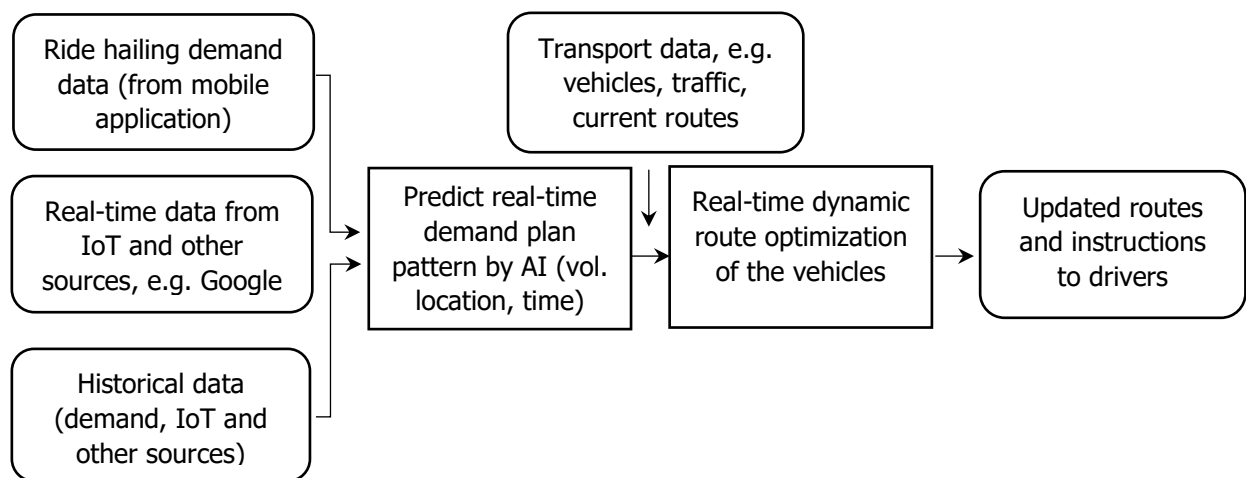 Ride hailing demand
data (from mobile
application)
Real-time data from
IoT and other
sources, e.g. Google
Historical data
(demand, IoT and
other sources)
Transport data, e.g.
vehicles, traffic,
current routes
Predict real-time
demand plan
pattern by AI (vol.
location, time)
Real-time dynamic
route optimization
of the vehicles
Updated routes
and instructions
to drivers